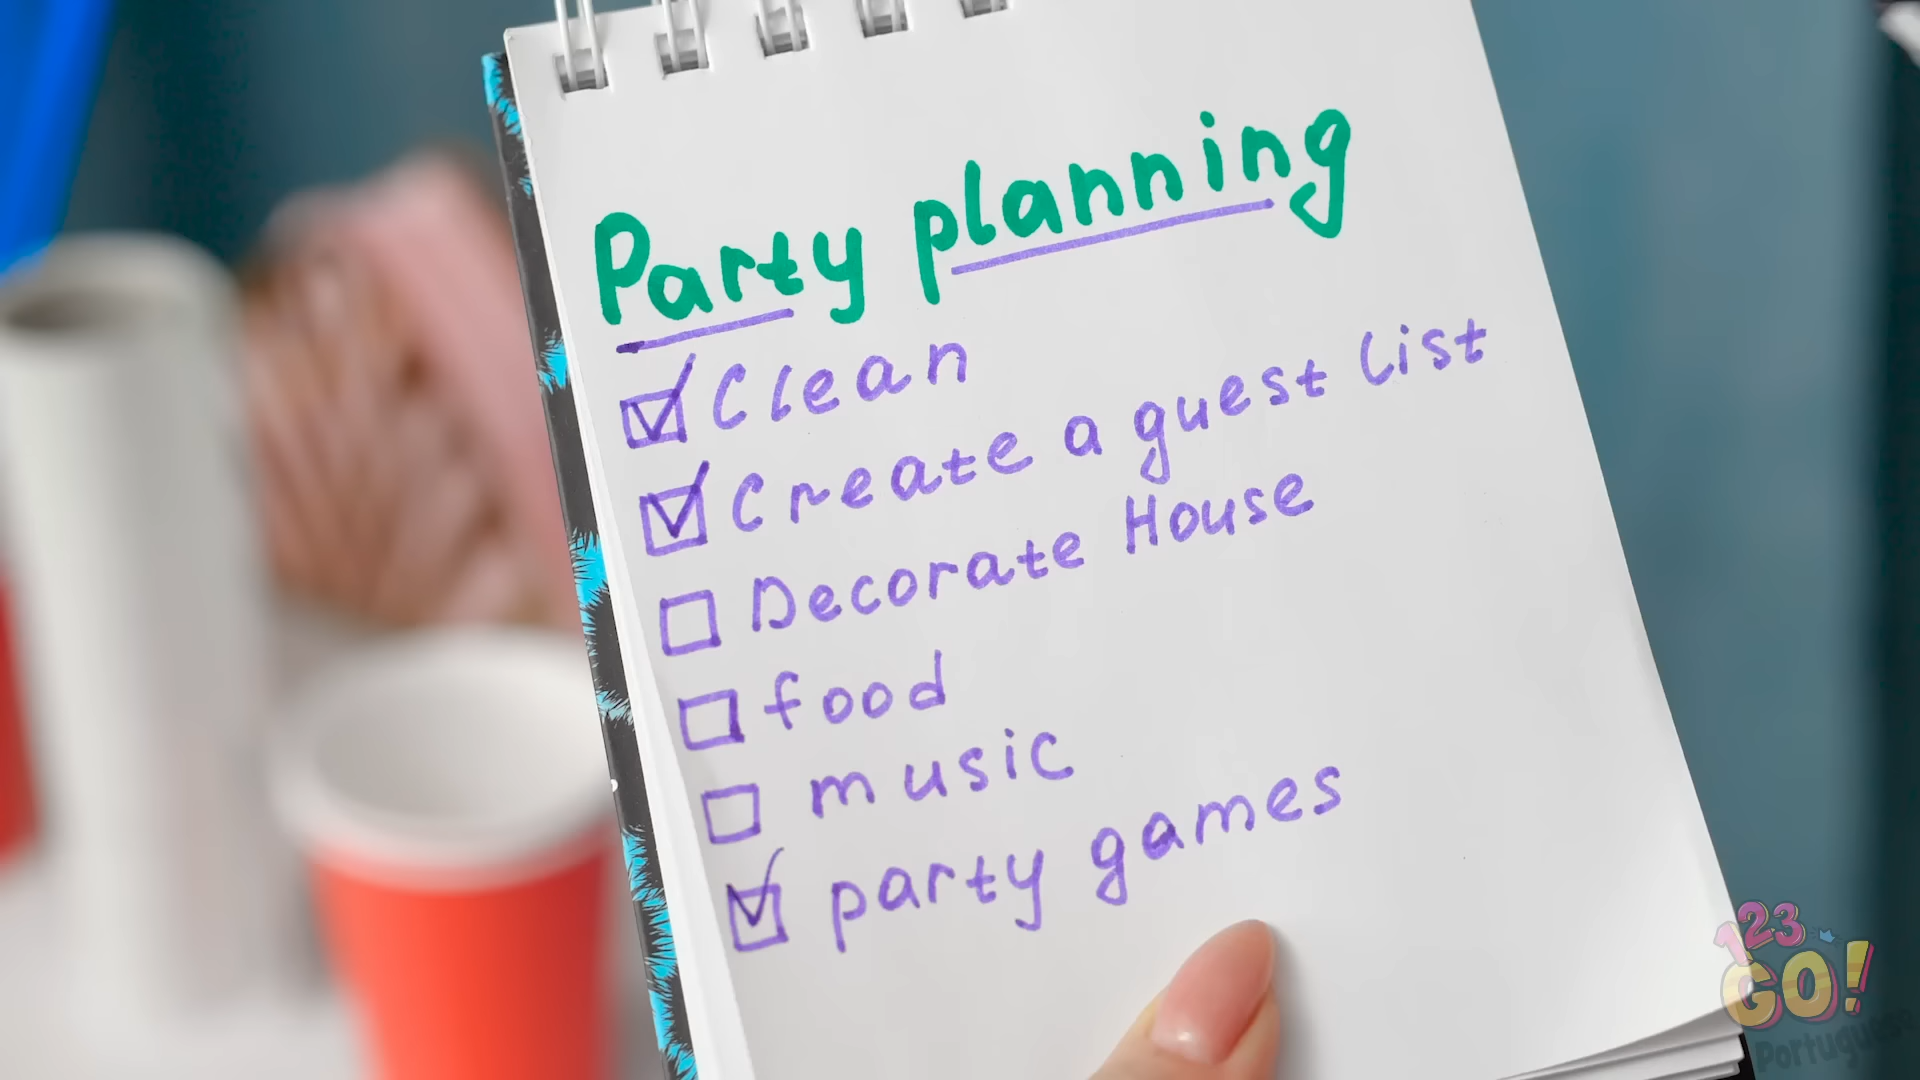 Party planning
Clean
Create a guest list
Decorate House
food
music
party games
123
GO!
Portuguese